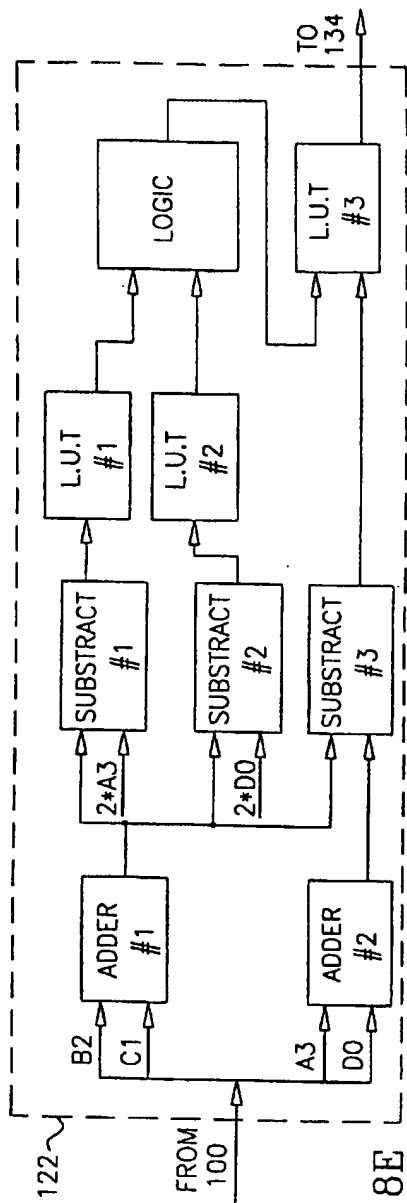 122
FROM
100
B2
C1
A3
D0
ADDER
#1
ADDER
#2
2*A3
2*D0
SUBSTRACT
#1
SUBSTRACT
#2
SUBSTRACT
#3
L.U.T
#1
L.U.T
#2
LOGIC
L.U.T
#3
TO
134
8E